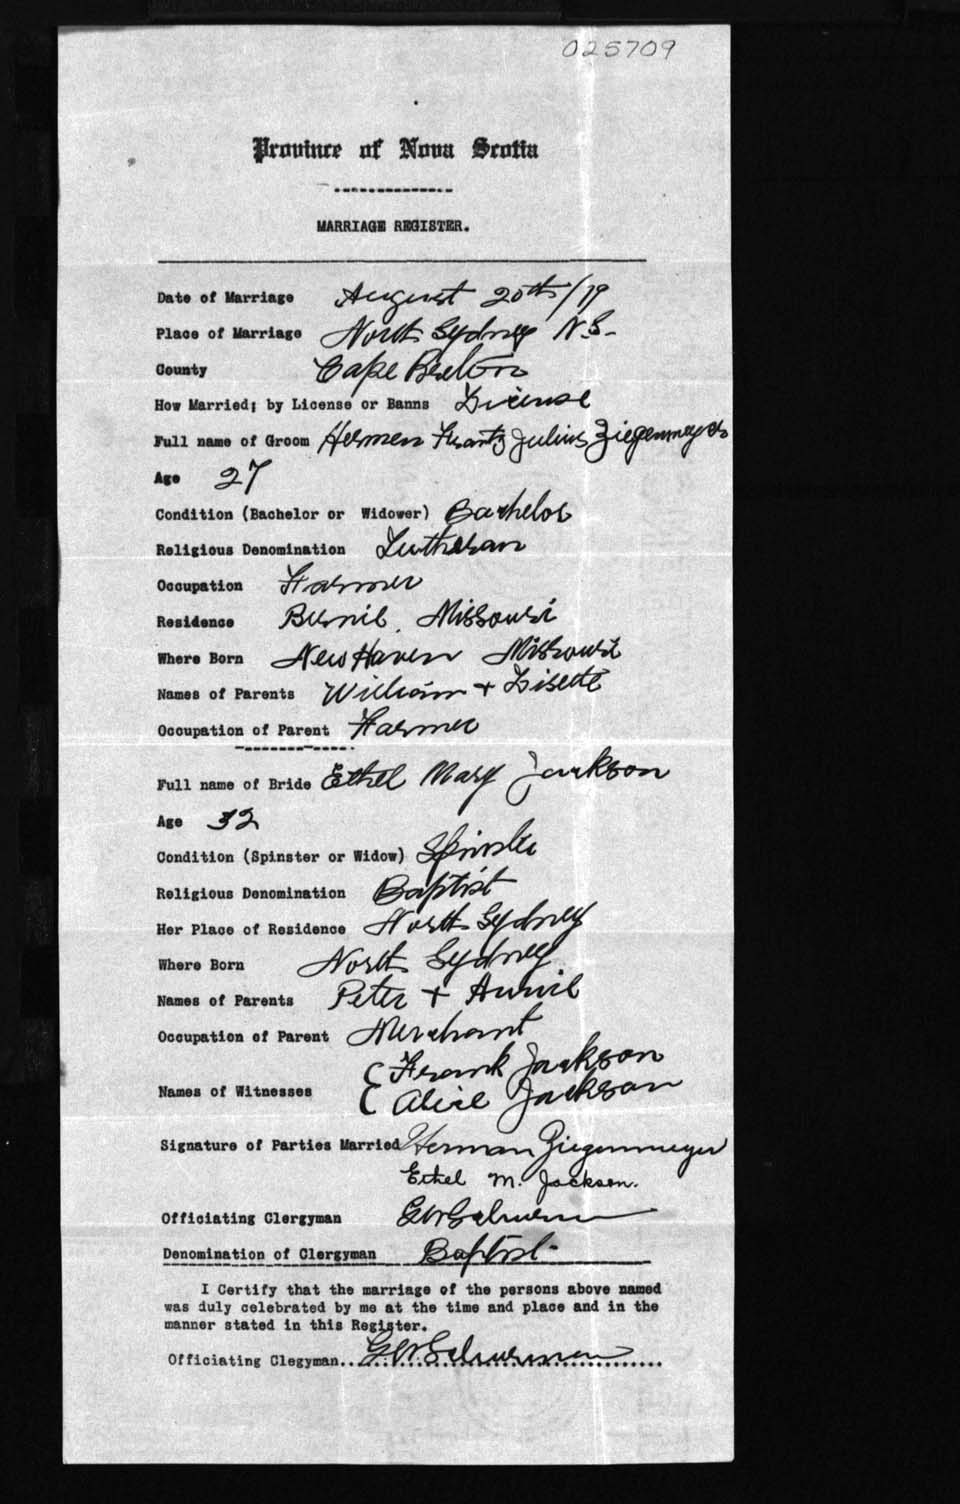 025709
Province of Nova Scotia
MARRIAGE REGISTER.
Date of Marriage August 20th/19
Place of Marriage North Sydney N.S.
County Cape Breton
How Married; by License or Banns License
Full name of Groom Hermen Frantz Julius Ziegenmeyer
Age 27
Condition (Bachelor or Widower) Bachelor
Religious Denomination Lutheran
Occupation Farmer
Residence Bernie, Missouri
Where Born New Haven Missouri
Names of Parents William + Lisette
Occupation of Parent Farmer
Full name of Bride Ethel Mary Jackson
Age 32
Condition (Spinster or Widow) Spinster
Religious Denomination Baptist
Her Place of Residence North Sydney
Where Born North Sydney
Names of Parents Peter + Annie
Occupation of Parent Merchant
Names of Witnesses { Frank Jackson
{ Alice Jackson
Signature of Parties Married Herman Ziegenmeyer
Ethel M. Jackson.
Officiating Clergyman G W Schurman
Denomination of Clergyman Baptist
I Certify that the marriage of the persons above named
was duly celebrated by me at the time and place and in the
manner stated in this Register.
Officiating Clegyman... G W Schurman